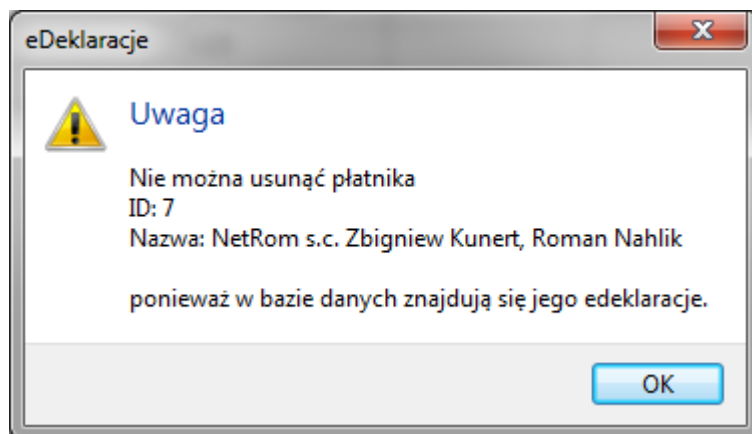 eDeklaracje
Uwaga
Nie można usunąć płatnika
ID: 7
Nazwa: NetRom s.c. Zbigniew Kunert, Roman Nahlik
ponieważ w bazie danych znajdują się jego edeklaracje.
OK